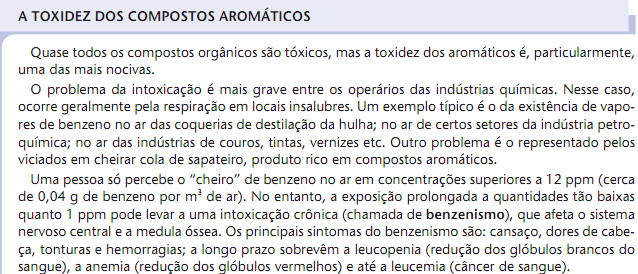 A TOXIDEZ DOS COMPOSTOS AROMÁTICOS
Quase todos os compostos orgânicos são tóxicos, mas a toxidez dos aromáticos é, particularmente,
uma das mais nocivas.
O problema da intoxicação é mais grave entre os operários das indústrias químicas. Nesse caso,
ocorre geralmente pela respiração em locais insalubres. Um exemplo típico é o da existência de vapo-
res de benzeno no ar das coquerias de destilação da hulha; no ar de certos setores da indústria petro-
química; no ar das indústrias de couros, tintas, vernizes etc. Outro problema é o representado pelos
viciados em cheirar cola de sapateiro, produto rico em compostos aromáticos.
Uma pessoa só percebe o “cheiro” de benzeno no ar em concentrações superiores a 12 ppm (cerca
de 0,04 g de benzeno por m³ de ar). No entanto, a exposição prolongada a quantidades tão baixas
quanto 1 ppm pode levar a uma intoxicação crônica (chamada de benzenismo), que afeta o sistema
nervoso central e a medula óssea. Os principais sintomas do benzenismo são: cansaço, dores de cabe-
ça, tonturas e hemorragias; a longo prazo sobrevêm a leucopenia (redução dos glóbulos brancos do
sangue), a anemia (redução dos glóbulos vermelhos) e até a leucemia (câncer de sangue).